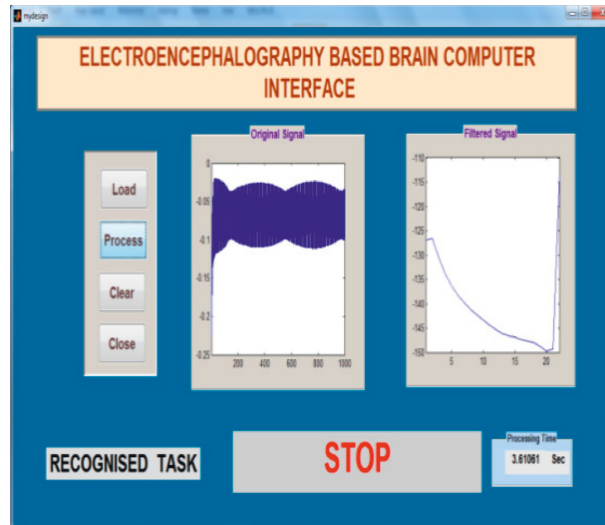 mydesign
ELECTROENCEPHALOGRAPHY BASED BRAIN COMPUTER
INTERFACE
Load
Process
Clear
Close
Original Signal
0
-0.05
-0.1
-0.15
-0.2
-0.25
200 400 600 800 1000
Filtered Signal
-110
-115
-120
-125
-130
-135
-140
-145
-150
5 10 15 20
RECOGNISED TASK
STOP
Processing Time
3.61061 Sec